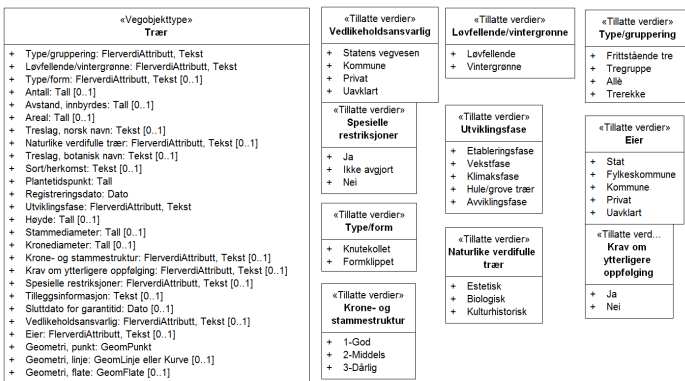 «Vegobjekttype»
Trær
+ Type/gruppering: FlerverdiAttributt, Tekst
+ Løvfellende/vintergrønne: FlerverdiAttributt, Tekst
+ Type/form: FlerverdiAttributt, Tekst [0..1]
+ Antall: Tall [0..1]
+ Avstand, innbyrdes: Tall [0..1]
+ Areal: Tall [0..1]
+ Treslag, norsk navn: Tekst [0..1]
+ Naturlike verdifulle trær: FlerverdiAttributt, Tekst [0..1]
+ Treslag, botanisk navn: Tekst [0..1]
+ Sort/herkomst: Tekst [0..1]
+ Plantetidspunkt: Tall
+ Registreringsdato: Dato
+ Utviklingsfase: FlerverdiAttributt, Tekst
+ Høyde: Tall [0..1]
+ Stammediameter: Tall [0..1]
+ Kronediameter: Tall [0..1]
+ Krone- og stammestruktur: FlerverdiAttributt, Tekst [0..1]
+ Krav om ytterligere oppfølging: FlerverdiAttributt, Tekst [0..1]
+ Spesielle restriksjoner: FlerverdiAttributt, Tekst [0..1]
+ Tilleggsinformasjon: Tekst [0..1]
+ Sluttdato for garantitid: Dato [0..1]
+ Vedlikeholdsansvarlig: FlerverdiAttributt, Tekst [0..1]
+ Eier: FlerverdiAttributt, Tekst [0..1]
+ Geometri, punkt: GeomPunkt
+ Geometri, linje: GeomLinje eller Kurve [0..1]
+ Geometri, flate: GeomFlate [0..1]
«Tillatte verdier»
Vedlikeholdsansvarlig
+ Statens vegvesen
+ Kommune
+ Privat
+ Uavklart
«Tillatte verdier»
Spesielle
restriksjoner
+ Ja
+ Ikke avgjort
+ Nei
«Tillatte verdier»
Type/form
+ Knutekollet
+ Formklippet
«Tillatte verdier»
Krone- og
stammestruktur
+ 1-God
+ 2-Middels
+ 3-Dårlig
«Tillatte verdier»
Løvfellende/vintergrønne
+ Løvfellende
+ Vintergrønne
«Tillatte verdier»
Utviklingsfase
+ Etableringsfase
+ Vekstfase
+ Klimaksfase
+ Hule/grove trær
+ Avviklingsfase
«Tillatte verdier»
Naturlike verdifulle
trær
+ Estetisk
+ Biologisk
+ Kulturhistorisk
«Tillatte verdier»
Type/gruppering
+ Frittstående tre
+ Tregruppe
+ Allè
+ Trerekke
«Tillatte verdier»
Eier
+ Stat
+ Fylkeskommune
+ Kommune
+ Privat
+ Uavklart
«Tillatte verd...
Krav om
ytterligere
oppfølging
+ Ja
+ Nei